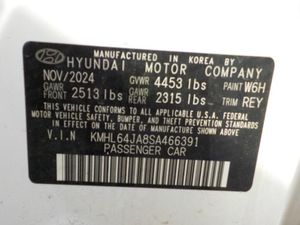 MANUFACTURED IN KOREA BY
HYUNDAI MOTOR COMPANY
NOV/2024 GVWR 4453 lbs PAINT W6H
GAWR FRONT 2513 lbs GAWR REAR 2315 lbs TRIM REY
THIS VEHICLE CONFORMS TO ALL APPLICABLE
FEDERAL MOTOR VEHICLE SAFETY, BUMPER, AND THEFT
PREVENTION STANDARDS IN EFFECT ON THE DATE OF
MANUFACTURE SHOWN ABOVE.
V.I.N KMHL64JA8SA466391
PASSENGER CAR